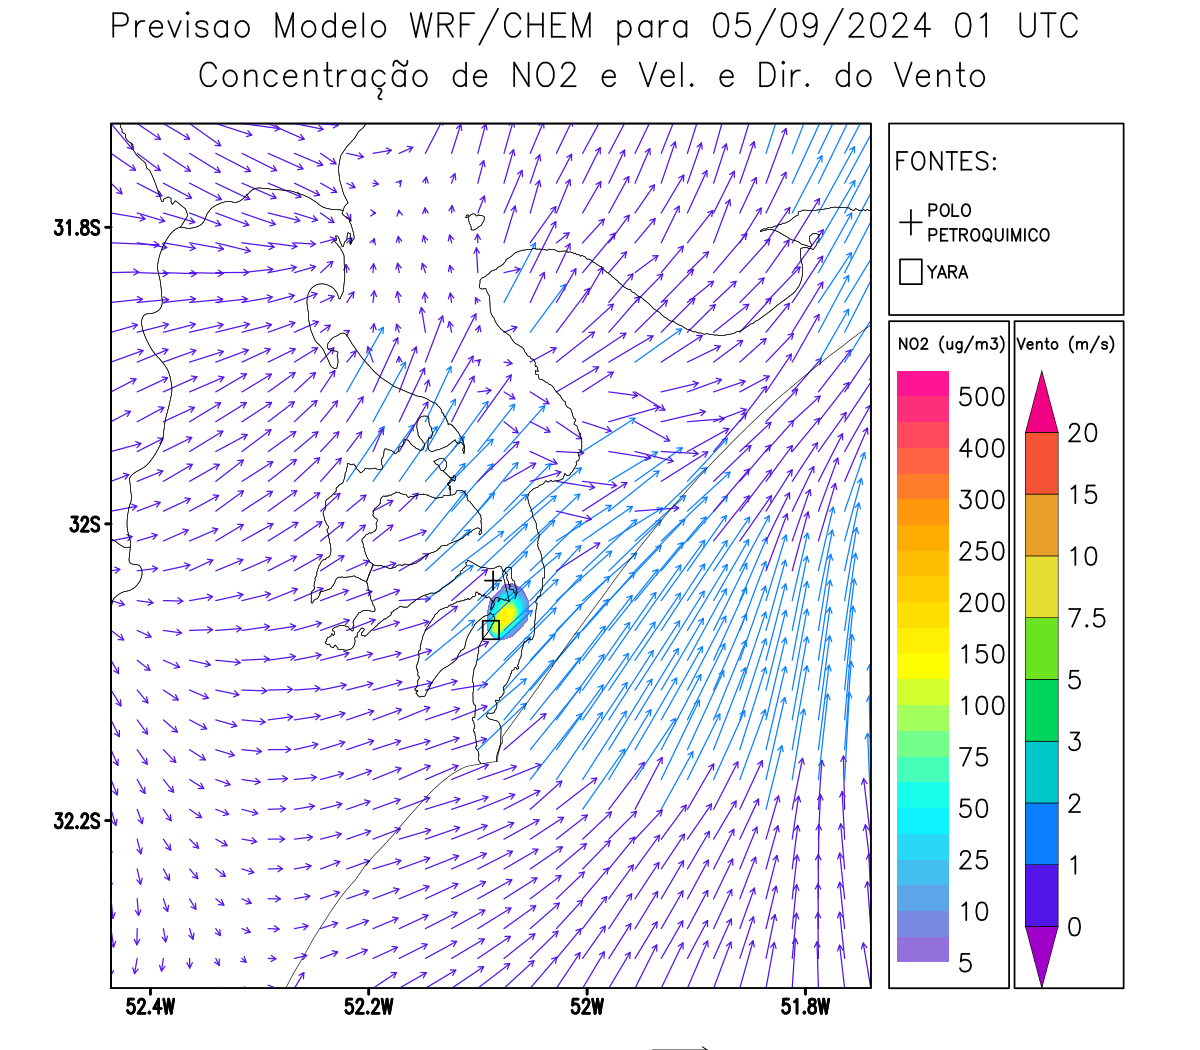 Previsao Modelo WRF/CHEM para 05/09/2024 01 UTC
Concentração de NO2 e Vel. e Dir. do Vento
FONTES:
POLO
PETROQUIMICO
YARA
NO2 (ug/m3)
500
400
300
250
200
150
100
75
50
25
10
5
Vento (m/s)
20
15
10
7.5
5
3
2
1
0
31.8S
32S
32.2S
52.4W
52.2W
52W
51.8W